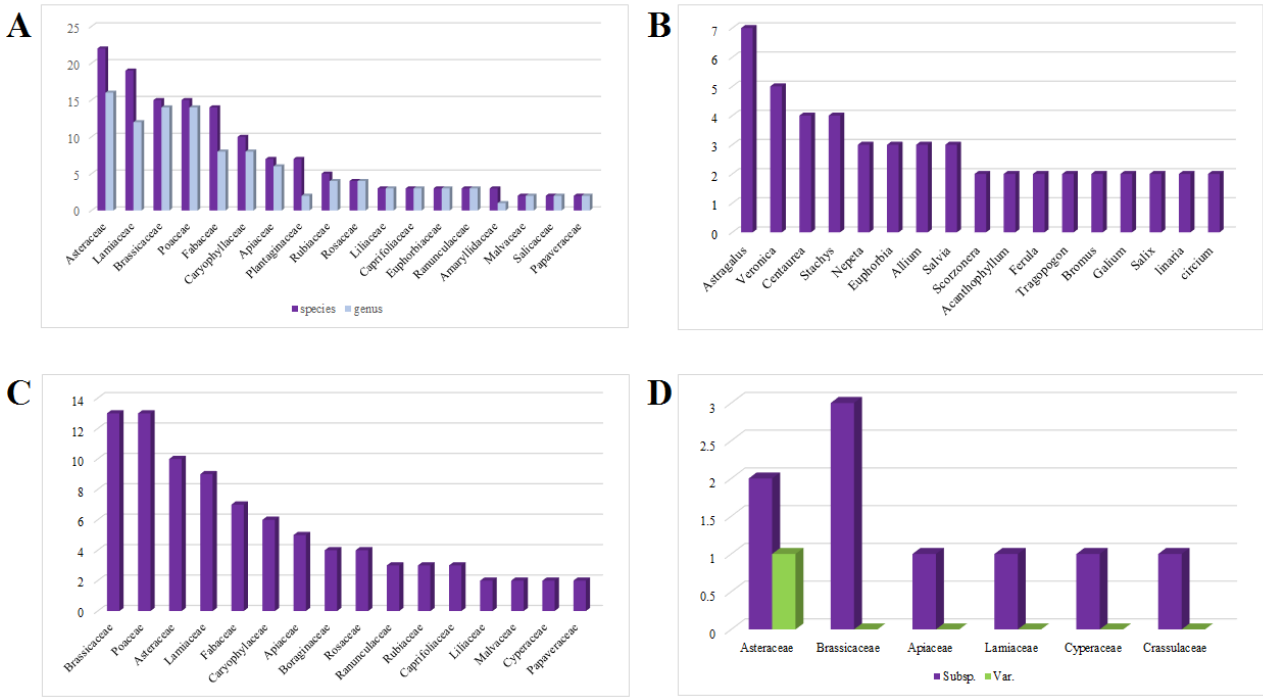 A
25
20
15
10
5
0
Asteraceae
Lamiaceae
Brassicaceae
Poaceae
Fabaceae
Caryophyllaceae
Apiaceae
Plantaginaceae
Rubiaceae
Rosaceae
Liliaceae
Caprifoliaceae
Euphorbiaceae
Ranunculaceae
Amaryllidaceae
Malvaceae
Salicaceae
Papaveraceae
species genus
B
7
6
5
4
3
2
1
0
Astragalus
Veronica
Centaurea
Stachys
Nepeta
Euphorbia
Allium
Salvia
Scorzonera
Acanthophyllum
Ferula
Tragopogon
Bromus
Galium
Salix
linaria
circium
C
14
12
10
8
6
4
2
0
Brassicaceae
Poaceae
Asteraceae
Lamiaceae
Fabaceae
Caryophylaceae
Apiaceae
Boraginaceae
Rosaceae
Ranunculaceae
Rubiaceae
Caprifoliaceae
Liliaceae
Malvaceae
Cyperaceae
Papaveraceae
D
3
2.5
2
1.5
1
0.5
0
Asteraceae Brassicaceae Apiaceae Lamiaceae Cyperaceae Crassulaceae
Subsp. Var.